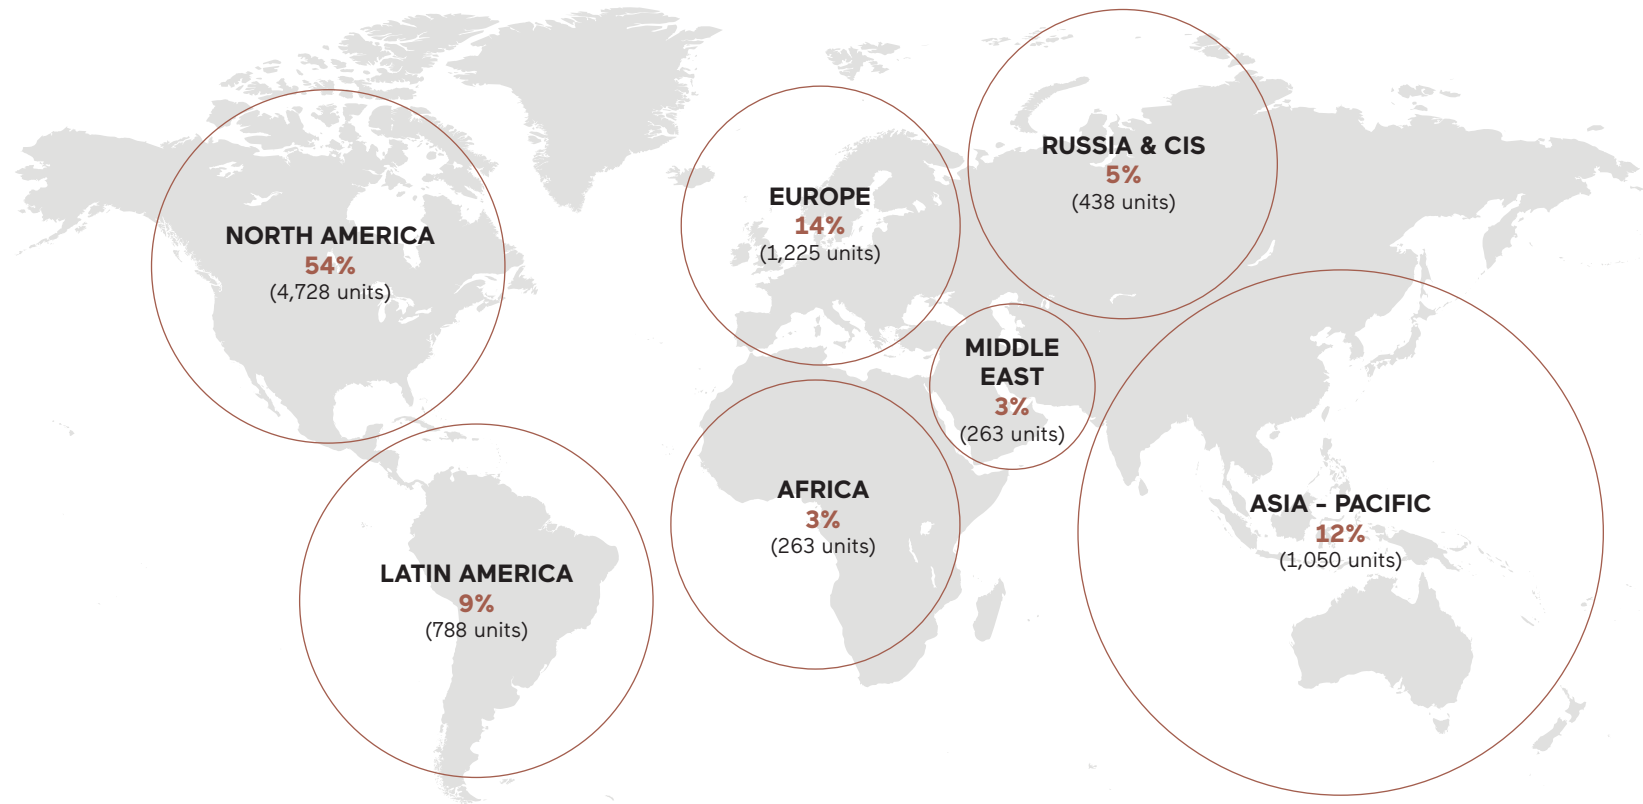 NORTH AMERICA
54%
(4,728 units)
EUROPE
14%
(1,225 units)
RUSSIA & CIS
5%
(438 units)
MIDDLE
EAST
3%
(263 units)
AFRICA
3%
(263 units)
LATIN AMERICA
9%
(788 units)
ASIA - PACIFIC
12%
(1,050 units)